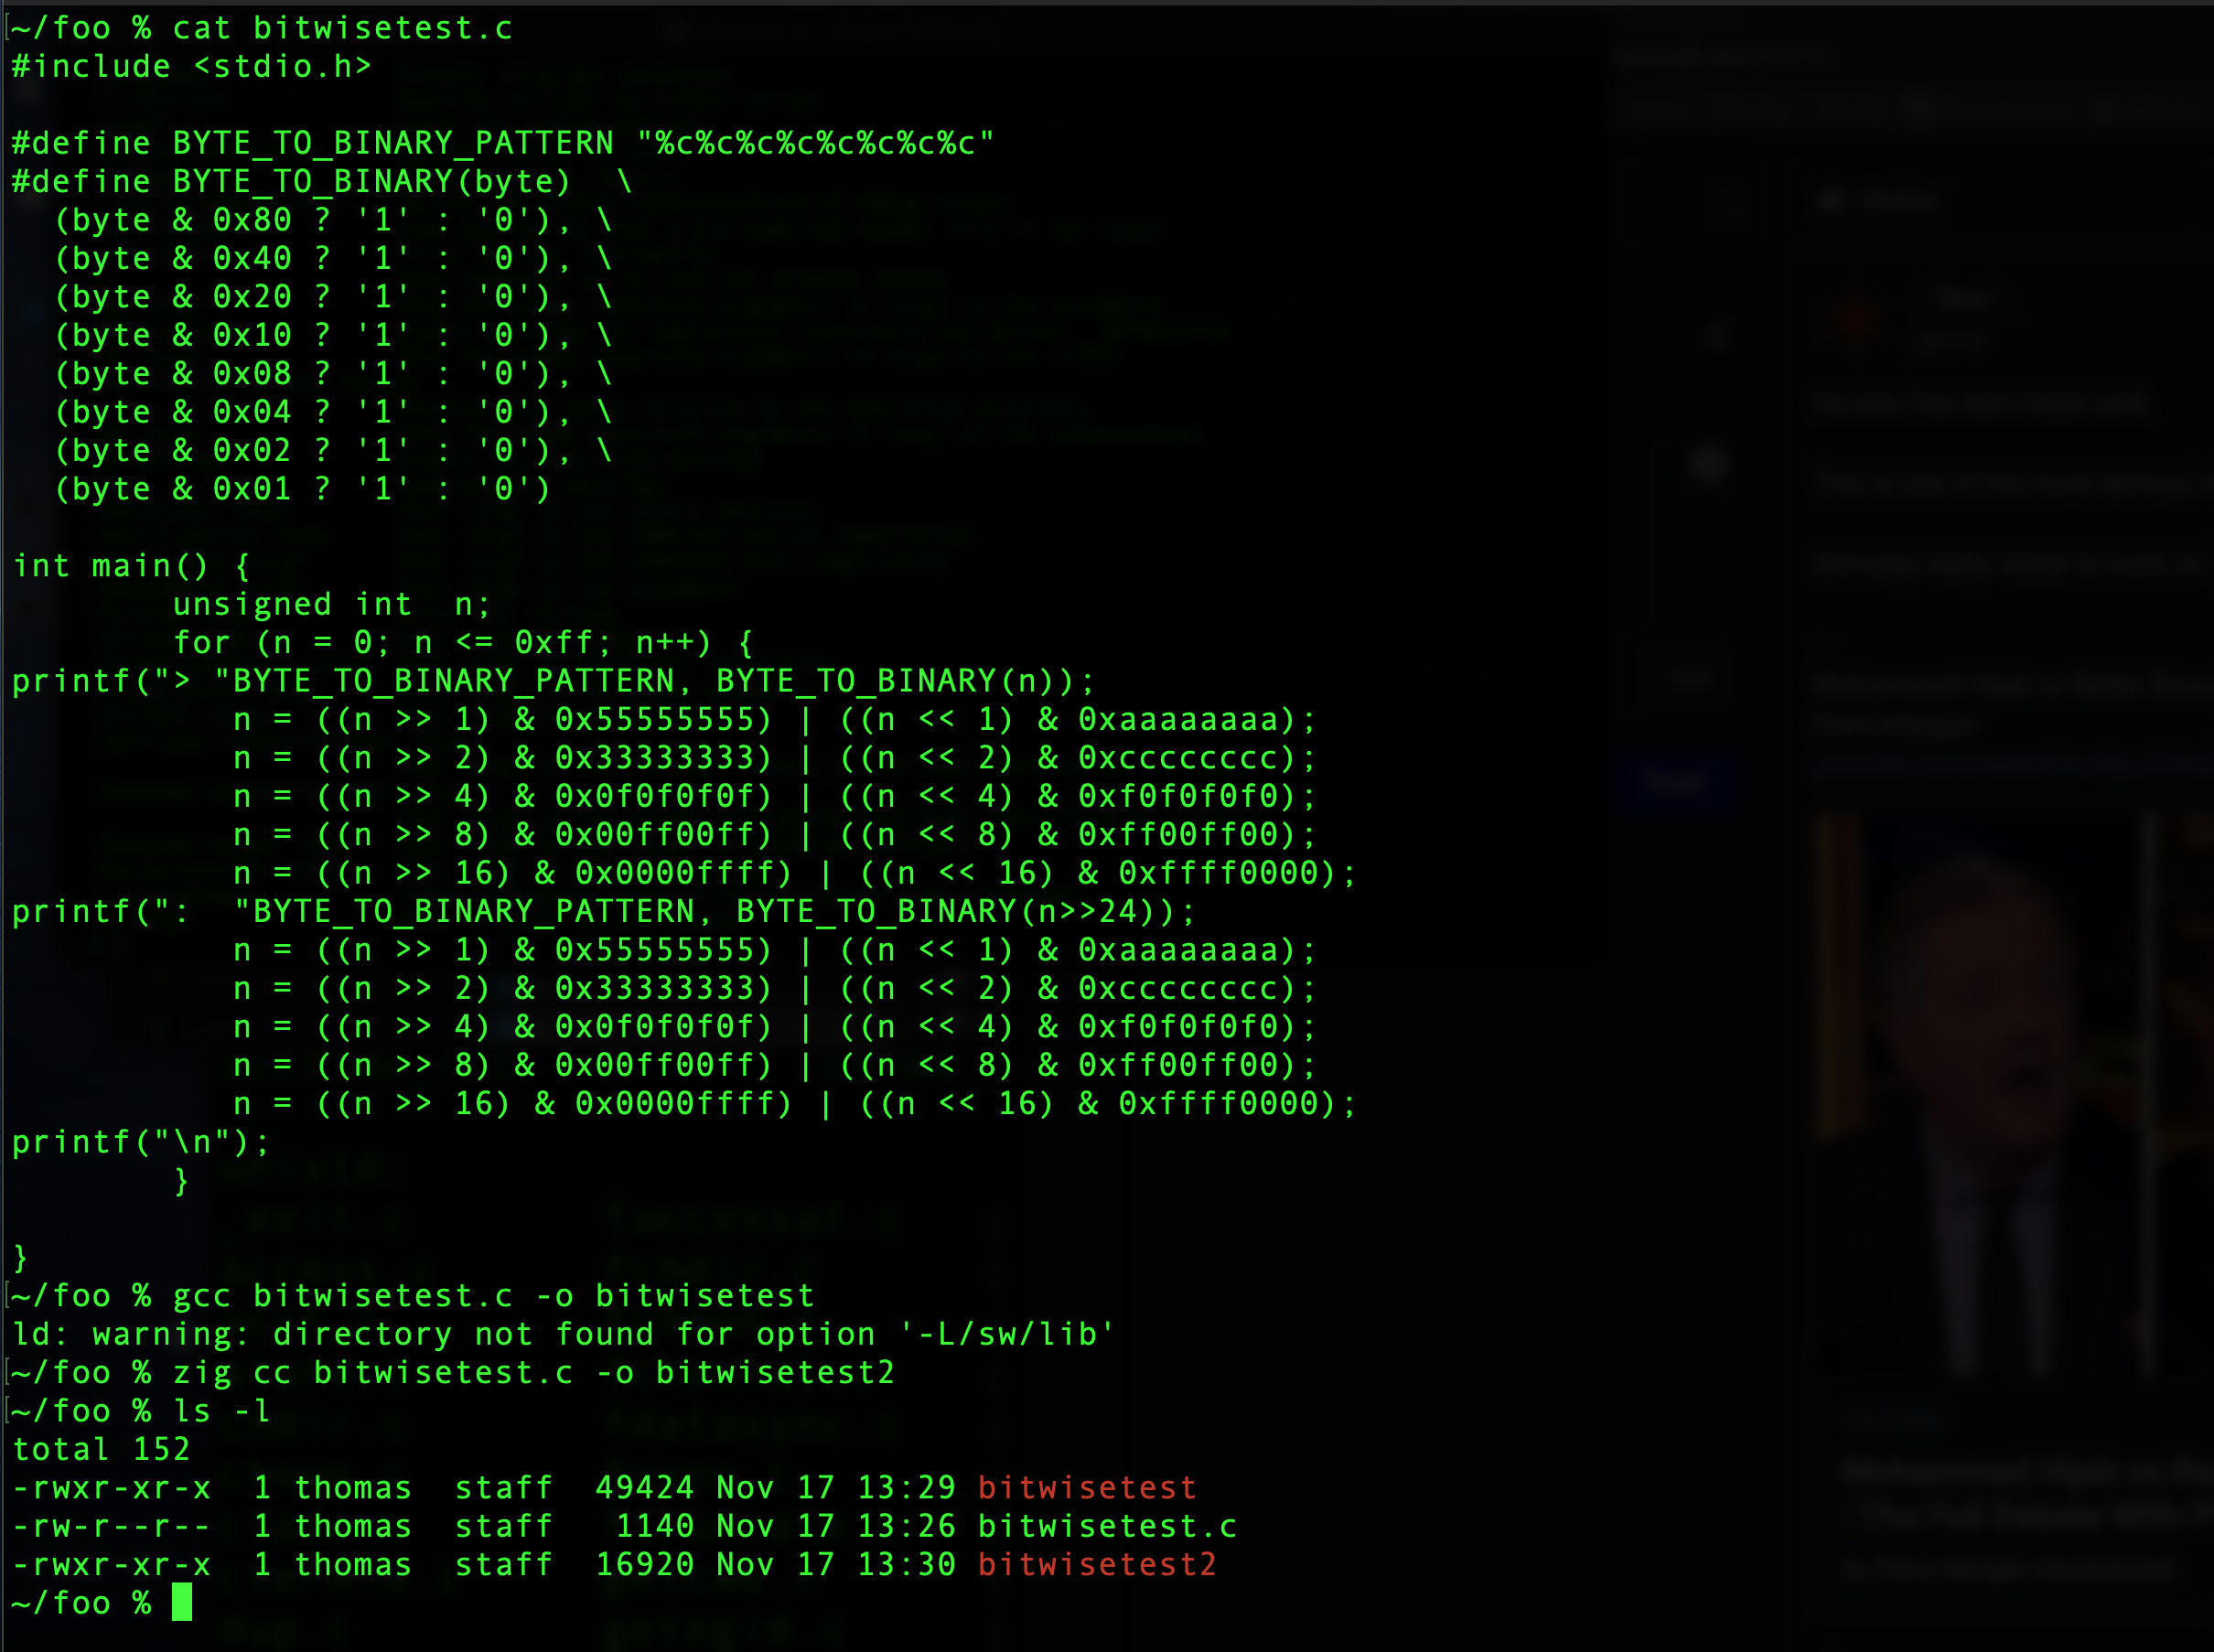 ~/foo % cat bitwisetest.c
#include <stdio.h>

#define BYTE_TO_BINARY_PATTERN "%c%c%c%c%c%c%c%c"
#define BYTE_TO_BINARY(byte)  \
  (byte & 0x80 ? '1' : '0'), \
  (byte & 0x40 ? '1' : '0'), \
  (byte & 0x20 ? '1' : '0'), \
  (byte & 0x10 ? '1' : '0'), \
  (byte & 0x08 ? '1' : '0'), \
  (byte & 0x04 ? '1' : '0'), \
  (byte & 0x02 ? '1' : '0'), \
  (byte & 0x01 ? '1' : '0')

int main() {
        unsigned int  n;
        for (n = 0; n <= 0xff; n++) {
printf("> "BYTE_TO_BINARY_PATTERN, BYTE_TO_BINARY(n));
           n = ((n >> 1) & 0x55555555) | ((n << 1) & 0xaaaaaaaa);
           n = ((n >> 2) & 0x33333333) | ((n << 2) & 0xcccccccc);
           n = ((n >> 4) & 0x0f0f0f0f) | ((n << 4) & 0xf0f0f0f0);
           n = ((n >> 8) & 0x00ff00ff) | ((n << 8) & 0xff00ff00);
           n = ((n >> 16) & 0x0000ffff) | ((n << 16) & 0xffff0000);
printf(":  "BYTE_TO_BINARY_PATTERN, BYTE_TO_BINARY(n>>24));
           n = ((n >> 1) & 0x55555555) | ((n << 1) & 0xaaaaaaaa);
           n = ((n >> 2) & 0x33333333) | ((n << 2) & 0xcccccccc);
           n = ((n >> 4) & 0x0f0f0f0f) | ((n << 4) & 0xf0f0f0f0);
           n = ((n >> 8) & 0x00ff00ff) | ((n << 8) & 0xff00ff00);
           n = ((n >> 16) & 0x0000ffff) | ((n << 16) & 0xffff0000);
printf("\n");
        }

}
~/foo % gcc bitwisetest.c -o bitwisetest
ld: warning: directory not found for option '-L/sw/lib'
~/foo % zig cc bitwisetest.c -o bitwisetest2
~/foo % ls -l
total 152
-rwxr-xr-x  1 thomas  staff  49424 Nov 17 13:29 bitwisetest
-rw-r--r--  1 thomas  staff   1140 Nov 17 13:26 bitwisetest.c
-rwxr-xr-x  1 thomas  staff  16920 Nov 17 13:30 bitwisetest2
~/foo %